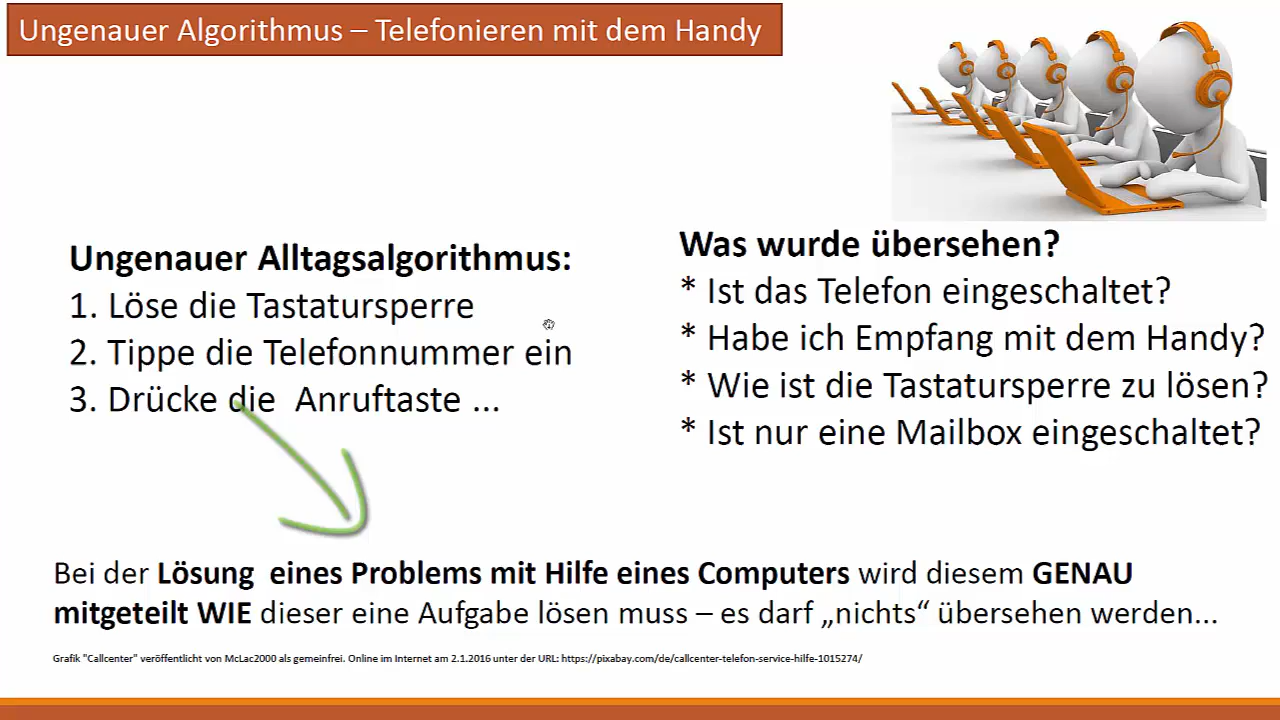 Ungenauer Algorithmus – Telefonieren mit dem Handy
Ungenauer Alltagsalgorithmus:
1. Löse die Tastatursperre
2. Tippe die Telefonnummer ein
3. Drücke die  Anruftaste ...
Was wurde übersehen?
* Ist das Telefon eingeschaltet?
* Habe ich Empfang mit dem Handy?
* Wie ist die Tastatursperre zu lösen?
* Ist nur eine Mailbox eingeschaltet?
Bei der Lösung  eines Problems mit Hilfe eines Computers wird diesem GENAU
mitgeteilt WIE dieser eine Aufgabe lösen muss – es darf „nichts“ übersehen werden...
Grafik "Callcenter" veröffentlicht von McLac2000 als gemeinfrei. Online im Internet am 2.1.2016 unter der URL: https://pixabay.com/de/callcenter-telefon-service-hilfe-1015274/